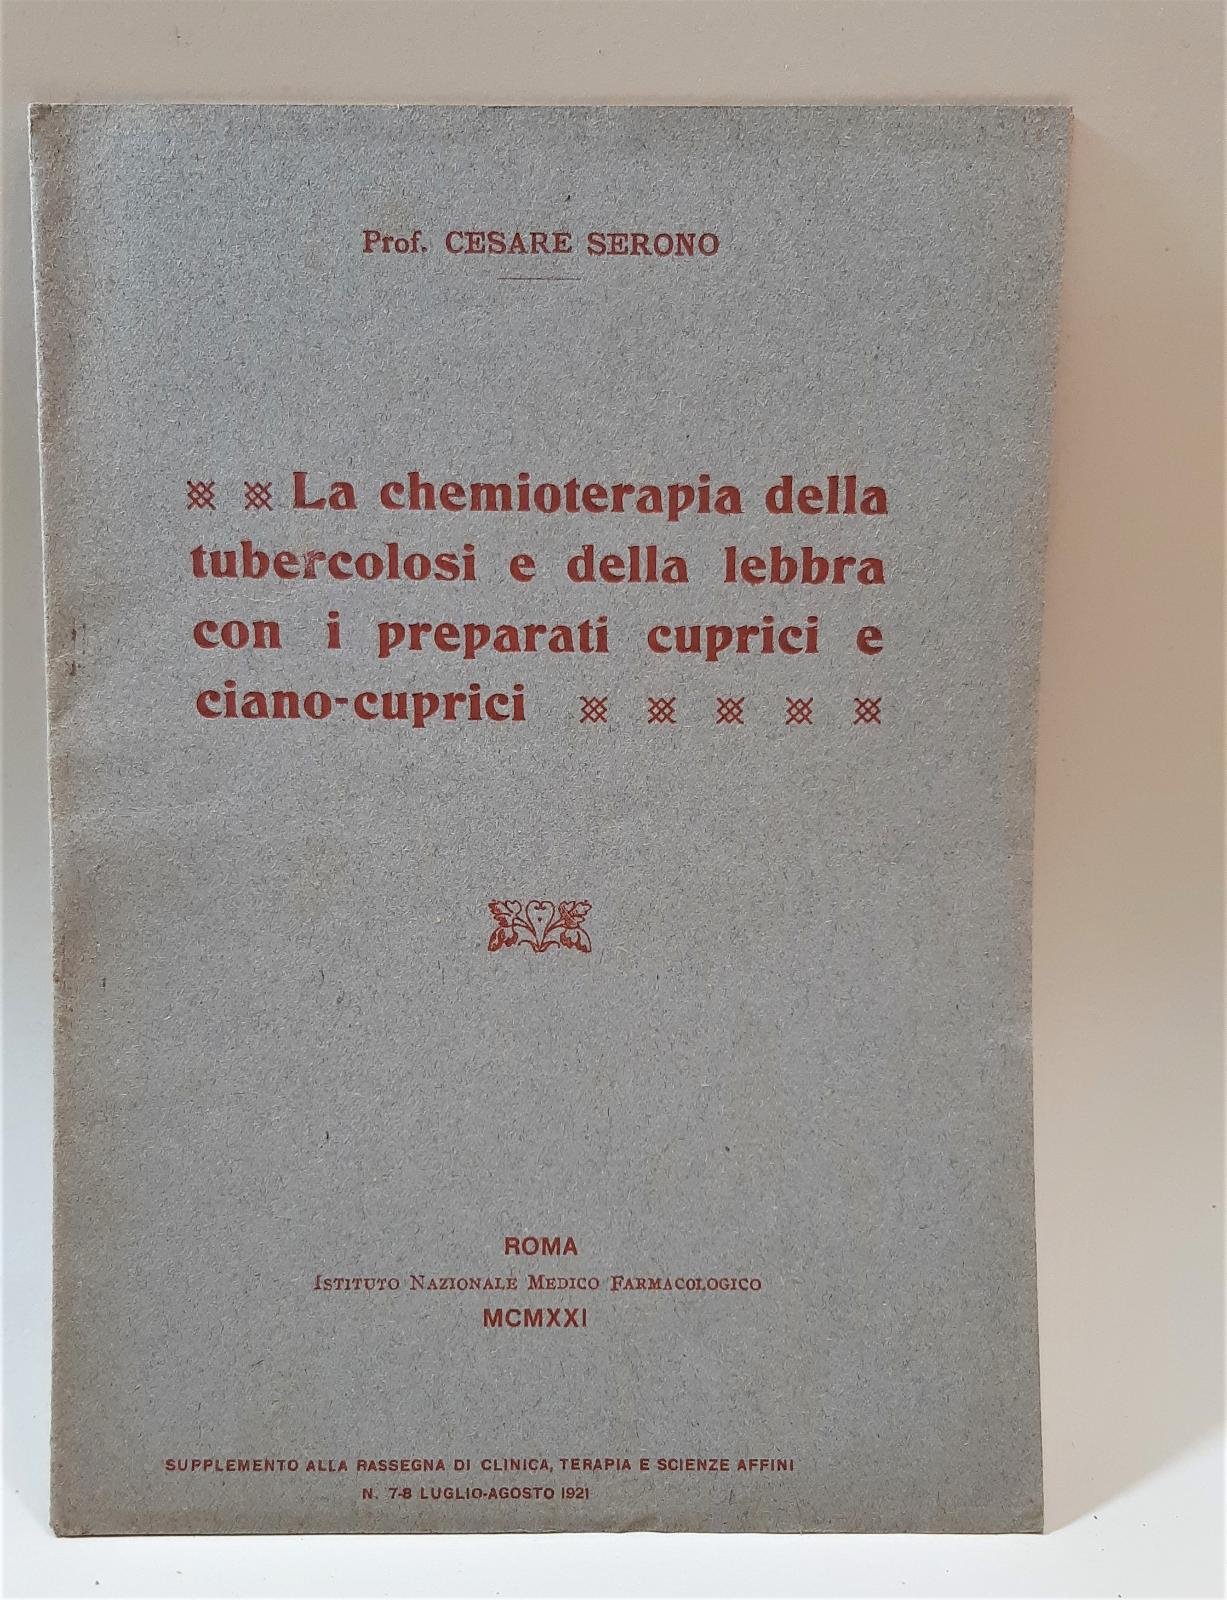 Prof. CESARE SERONO
La chemioterapia della
tubercolosi e della lebbra
con i preparati cuprici e
ciano-cuprici
ROMA
ISTITUTO NAZIONALE MEDICO FARMACOLOGICO
MCMXXI
SUPPLEMENTO ALLA RASSEGNA DI CLINICA, TERAPIA E SCIENZE AFFINI
N. 7-8 LUGLIO-AGOSTO 1921